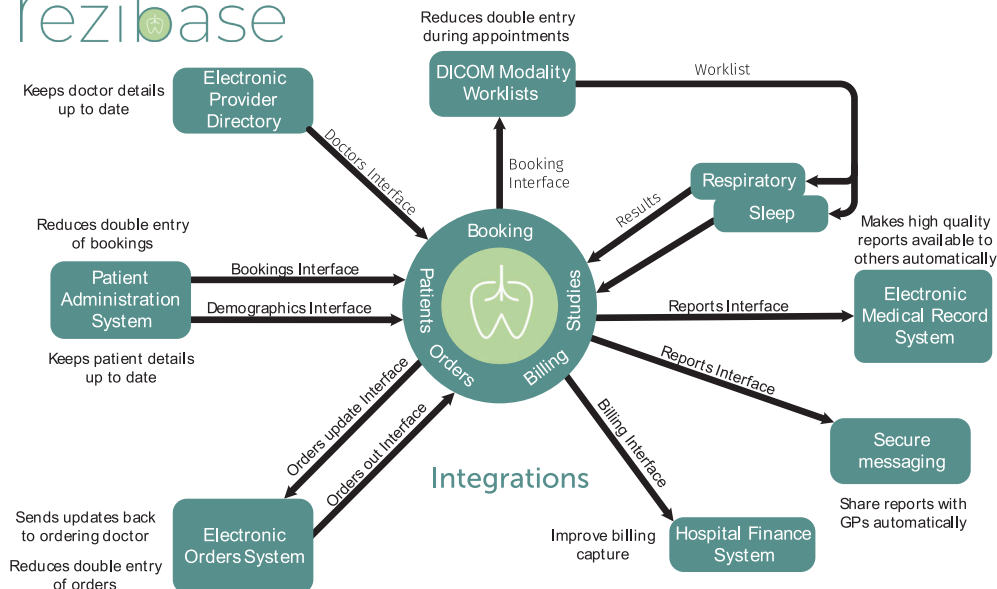 rezibase
Reduces double entry
during appointments
DICOM Modality
Worklists
Worklist
Keeps doctor details
up to date
Electronic
Provider
Directory
Doctors Interface
Booking
Interface
Respiratory
Sleep
Results
Reduces double entry
of bookings
Patient
Administration
System
Keeps patient details
up to date
Bookings Interface
Demographics Interface
Booking
Patients
Studies
Orders
Billing
Makes high quality
reports available to
others automatically
Reports Interface
Electronic
Medical Record
System
Reports Interface
Secure
messaging
Share reports with
GPs automatically
Orders update Interface
Orders out Interface
Billing Interface
Integrations
Sends updates back
to ordering doctor
Reduces double entry
of orders
Electronic
Orders System
Improve billing
capture
Hospital Finance
System